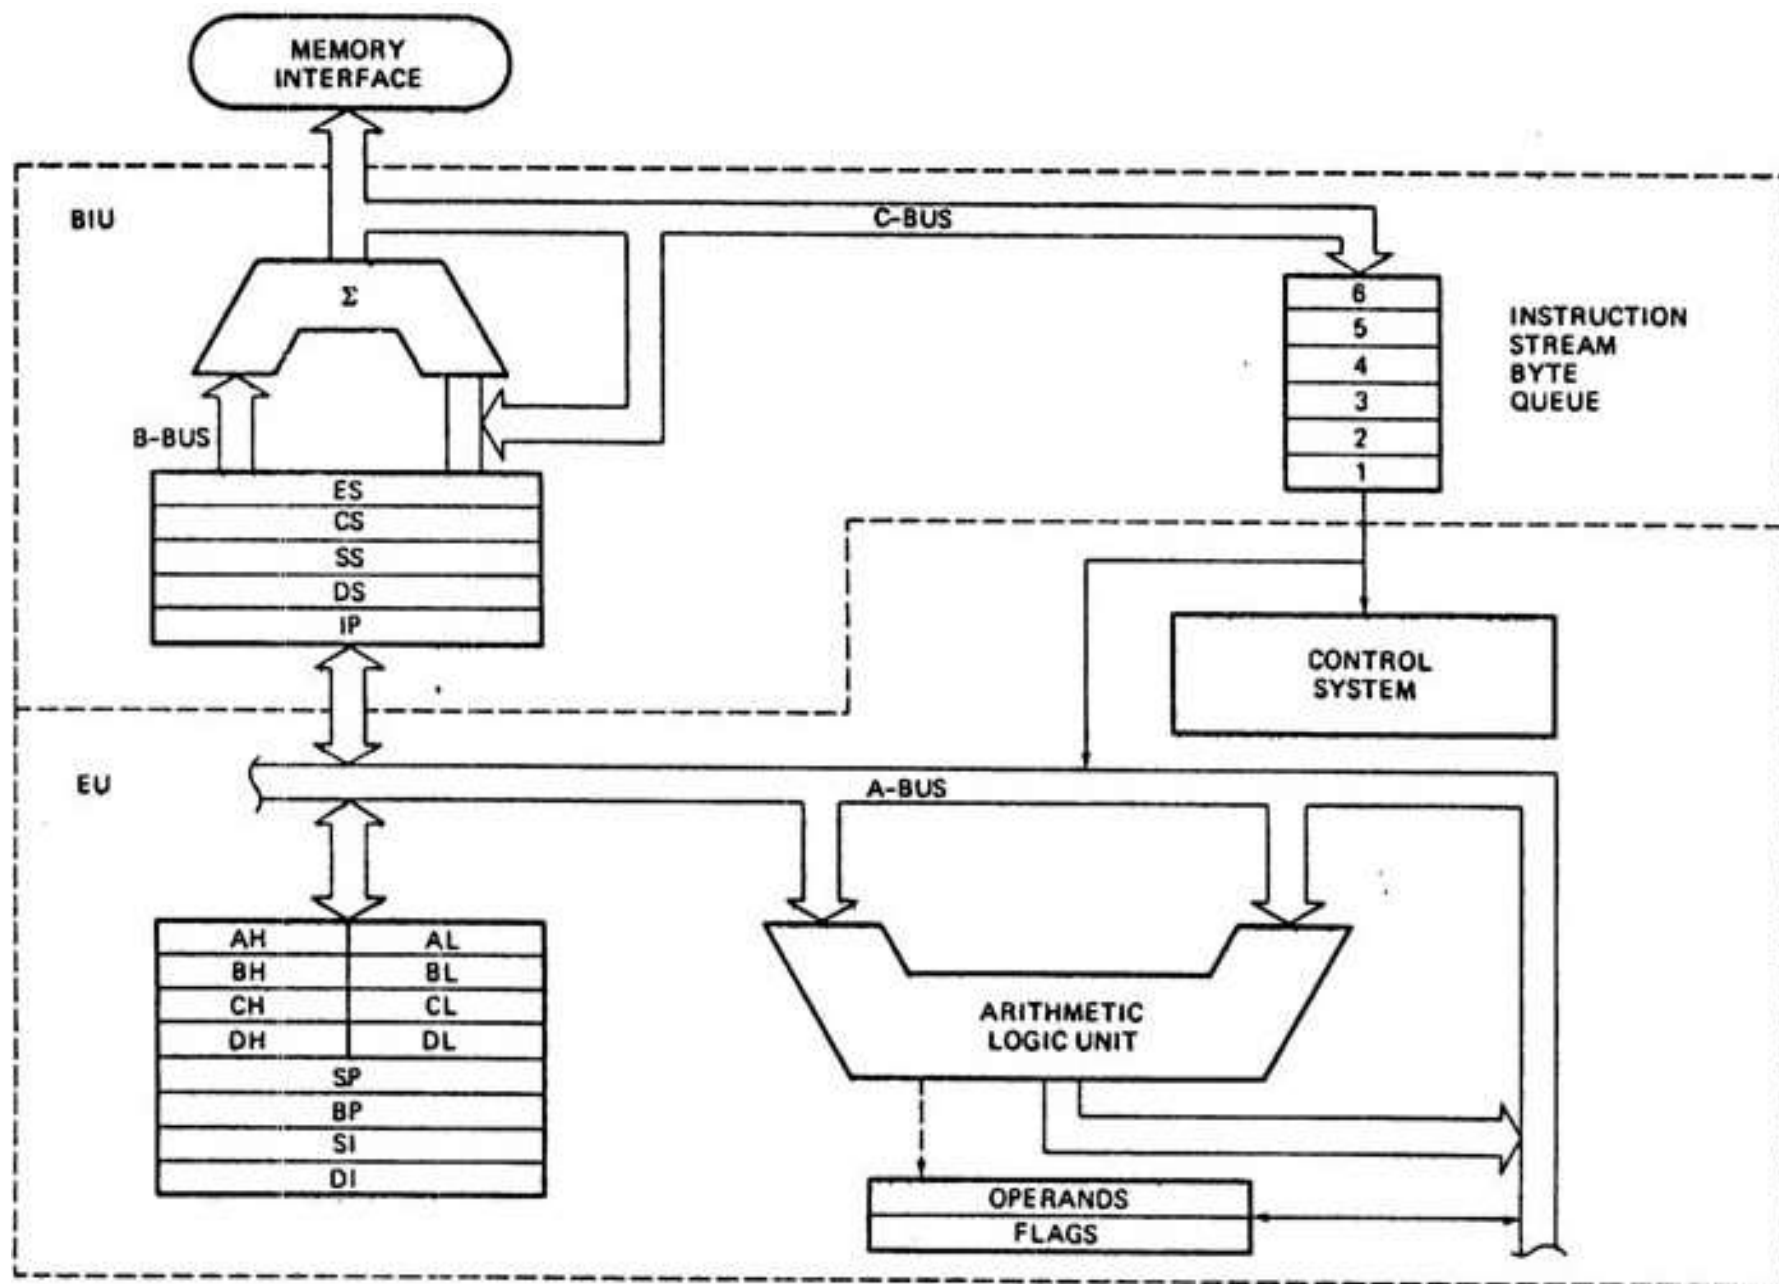 MEMORY
INTERFACE
BIU
C-BUS
Σ
6
5
4
3
2
1
INSTRUCTION
STREAM
BYTE
QUEUE
B-BUS
ES
CS
SS
DS
IP
CONTROL
SYSTEM
EU
A-BUS
AH AL
BH BL
CH CL
DH DL
SP
BP
SI
DI
ARITHMETIC
LOGIC UNIT
OPERANDS
FLAGS